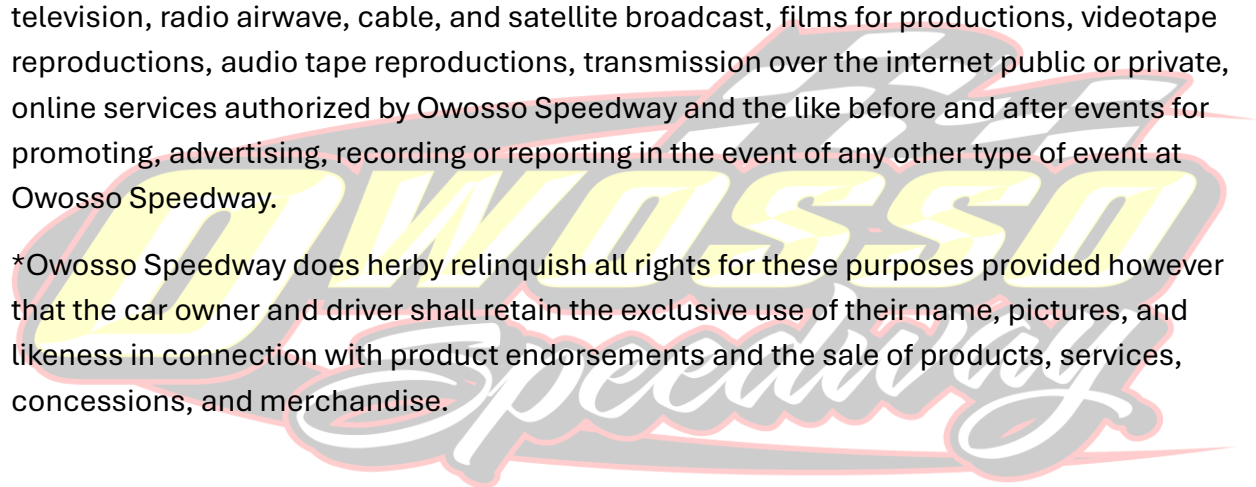 television, radio airwave, cable, and satellite broadcast, films for productions, videotape
reproductions, audio tape reproductions, transmission over the internet public or private,
online services authorized by Owosso Speedway and the like before and after events for
promoting, advertising, recording or reporting in the event of any other type of event at
Owosso Speedway.
*Owosso Speedway does herby relinquish all rights for these purposes provided however
that the car owner and driver shall retain the exclusive use of their name, pictures, and
likeness in connection with product endorsements and the sale of products, services,
concessions, and merchandise.
OWOSSO
Speedway